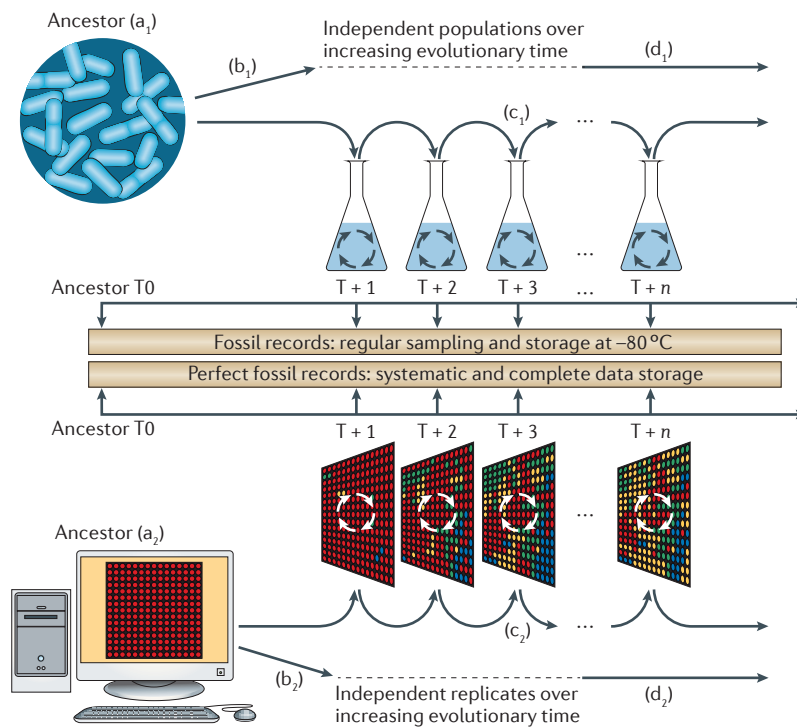 Ancestor (a₁)
Independent populations over
increasing evolutionary time
(b₁)
(d₁)
(c₁)
...
...
Ancestor T0
T + 1
T + 2
T + 3
...
T + n
Fossil records: regular sampling and storage at –80 °C
Perfect fossil records: systematic and complete data storage
Ancestor T0
T + 1
T + 2
T + 3
...
T + n
Ancestor (a₂)
...
(c₂)
...
(b₂)
Independent replicates over
increasing evolutionary time
(d₂)